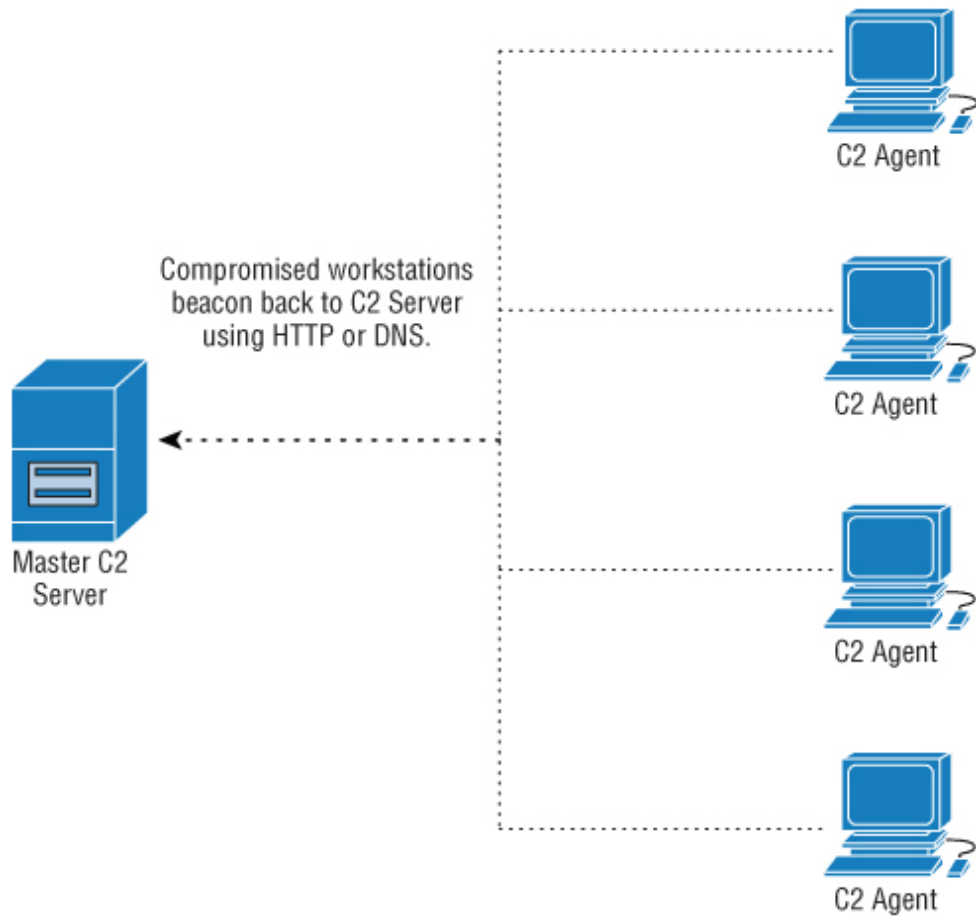 C2 Agent
Compromised workstations
beacon back to C2 Server
using HTTP or DNS.
C2 Agent
Master C2
Server
C2 Agent
C2 Agent